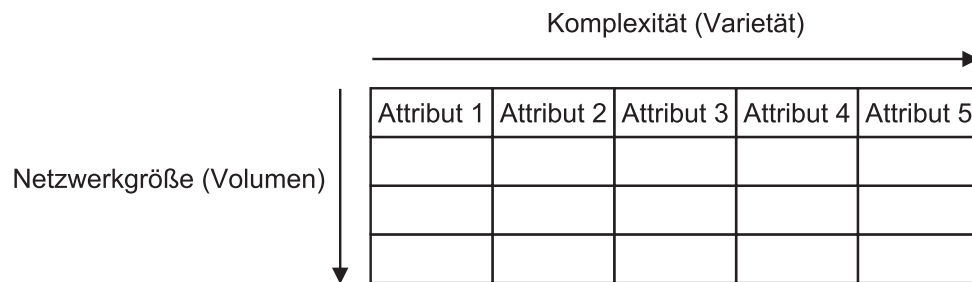 Komplexität (Varietät)
Attribut 1 Attribut 2 Attribut 3 Attribut 4 Attribut 5
Netzwerkgröße (Volumen)